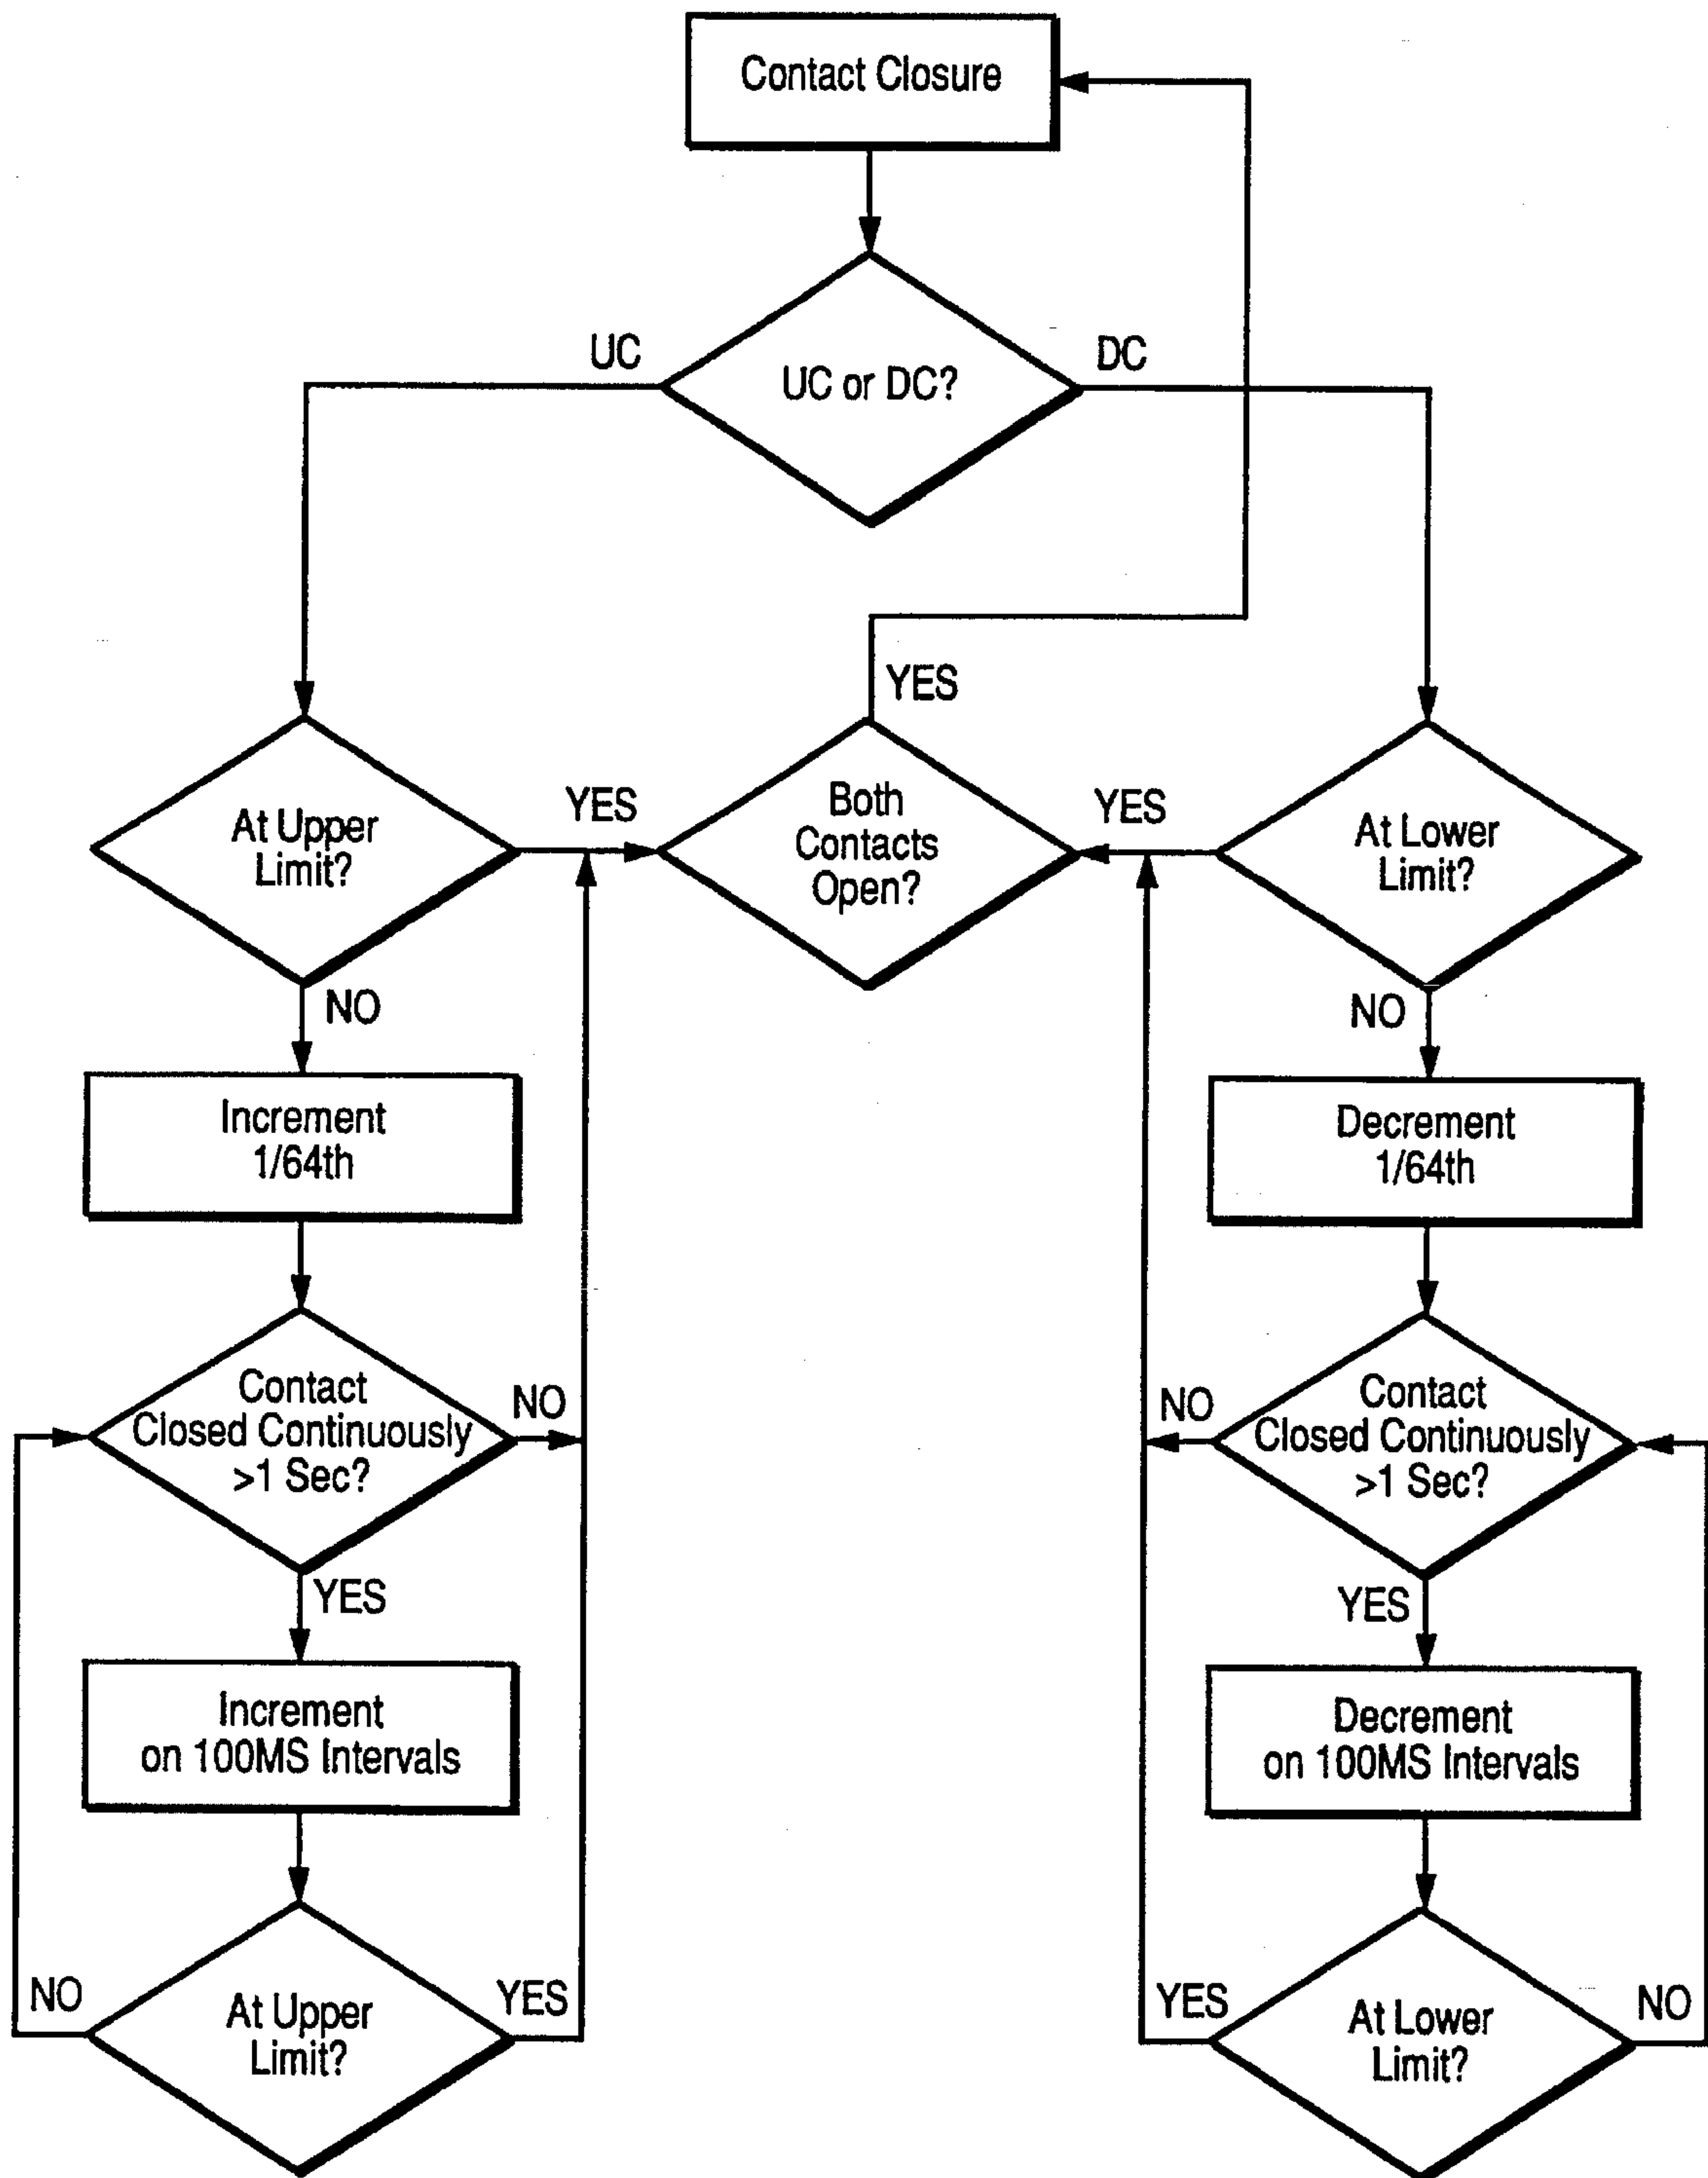 Contact Closure
UC
UC or DC?
DC
YES
At Upper
Limit?
YES
Both
Contacts
Open?
YES
At Lower
Limit?
NO
NO
Increment
1/64th
Decrement
1/64th
Contact
Closed Continuously
>1 Sec?
NO
NO
Contact
Closed Continuously
>1 Sec?
YES
YES
Increment
on 100MS Intervals
Decrement
on 100MS Intervals
NO
At Upper
Limit?
YES
YES
At Lower
Limit?
NO